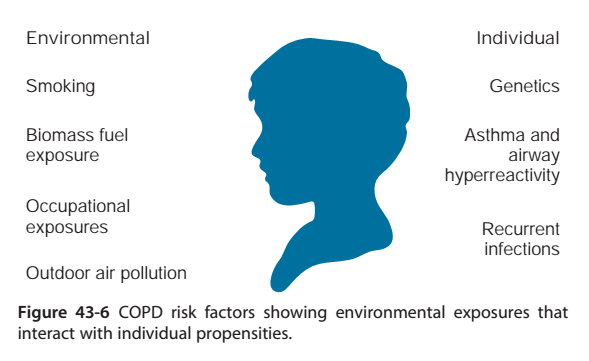 Environmental
Smoking
Biomass fuel
exposure
Occupational
exposures
Outdoor air pollution
Individual
Genetics
Asthma and
airway
hyperreactivity
Recurrent
infections
Figure 43-6 COPD risk factors showing environmental exposures that
interact with individual propensities.